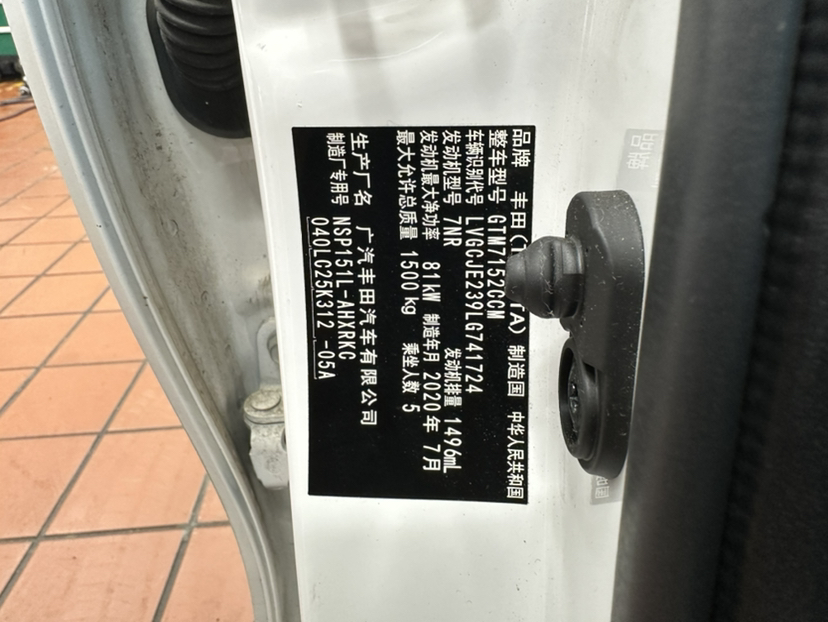 品牌 丰田(T TA) 制造国 中华人民共和国
整车型号 GTM7152CCM
车辆识别代号 LVGCJE239LG741724
发动机型号 7NR 发动机排量 1496mL
发动机最大净功率 81kW 制造年月 2020年7月
最大允许总质量 1500kg 乘坐人数 5
生产厂名 广汽丰田汽车有限公司
制造厂专用号 NSP151L-AHXRKC
040LC25K312 -05A